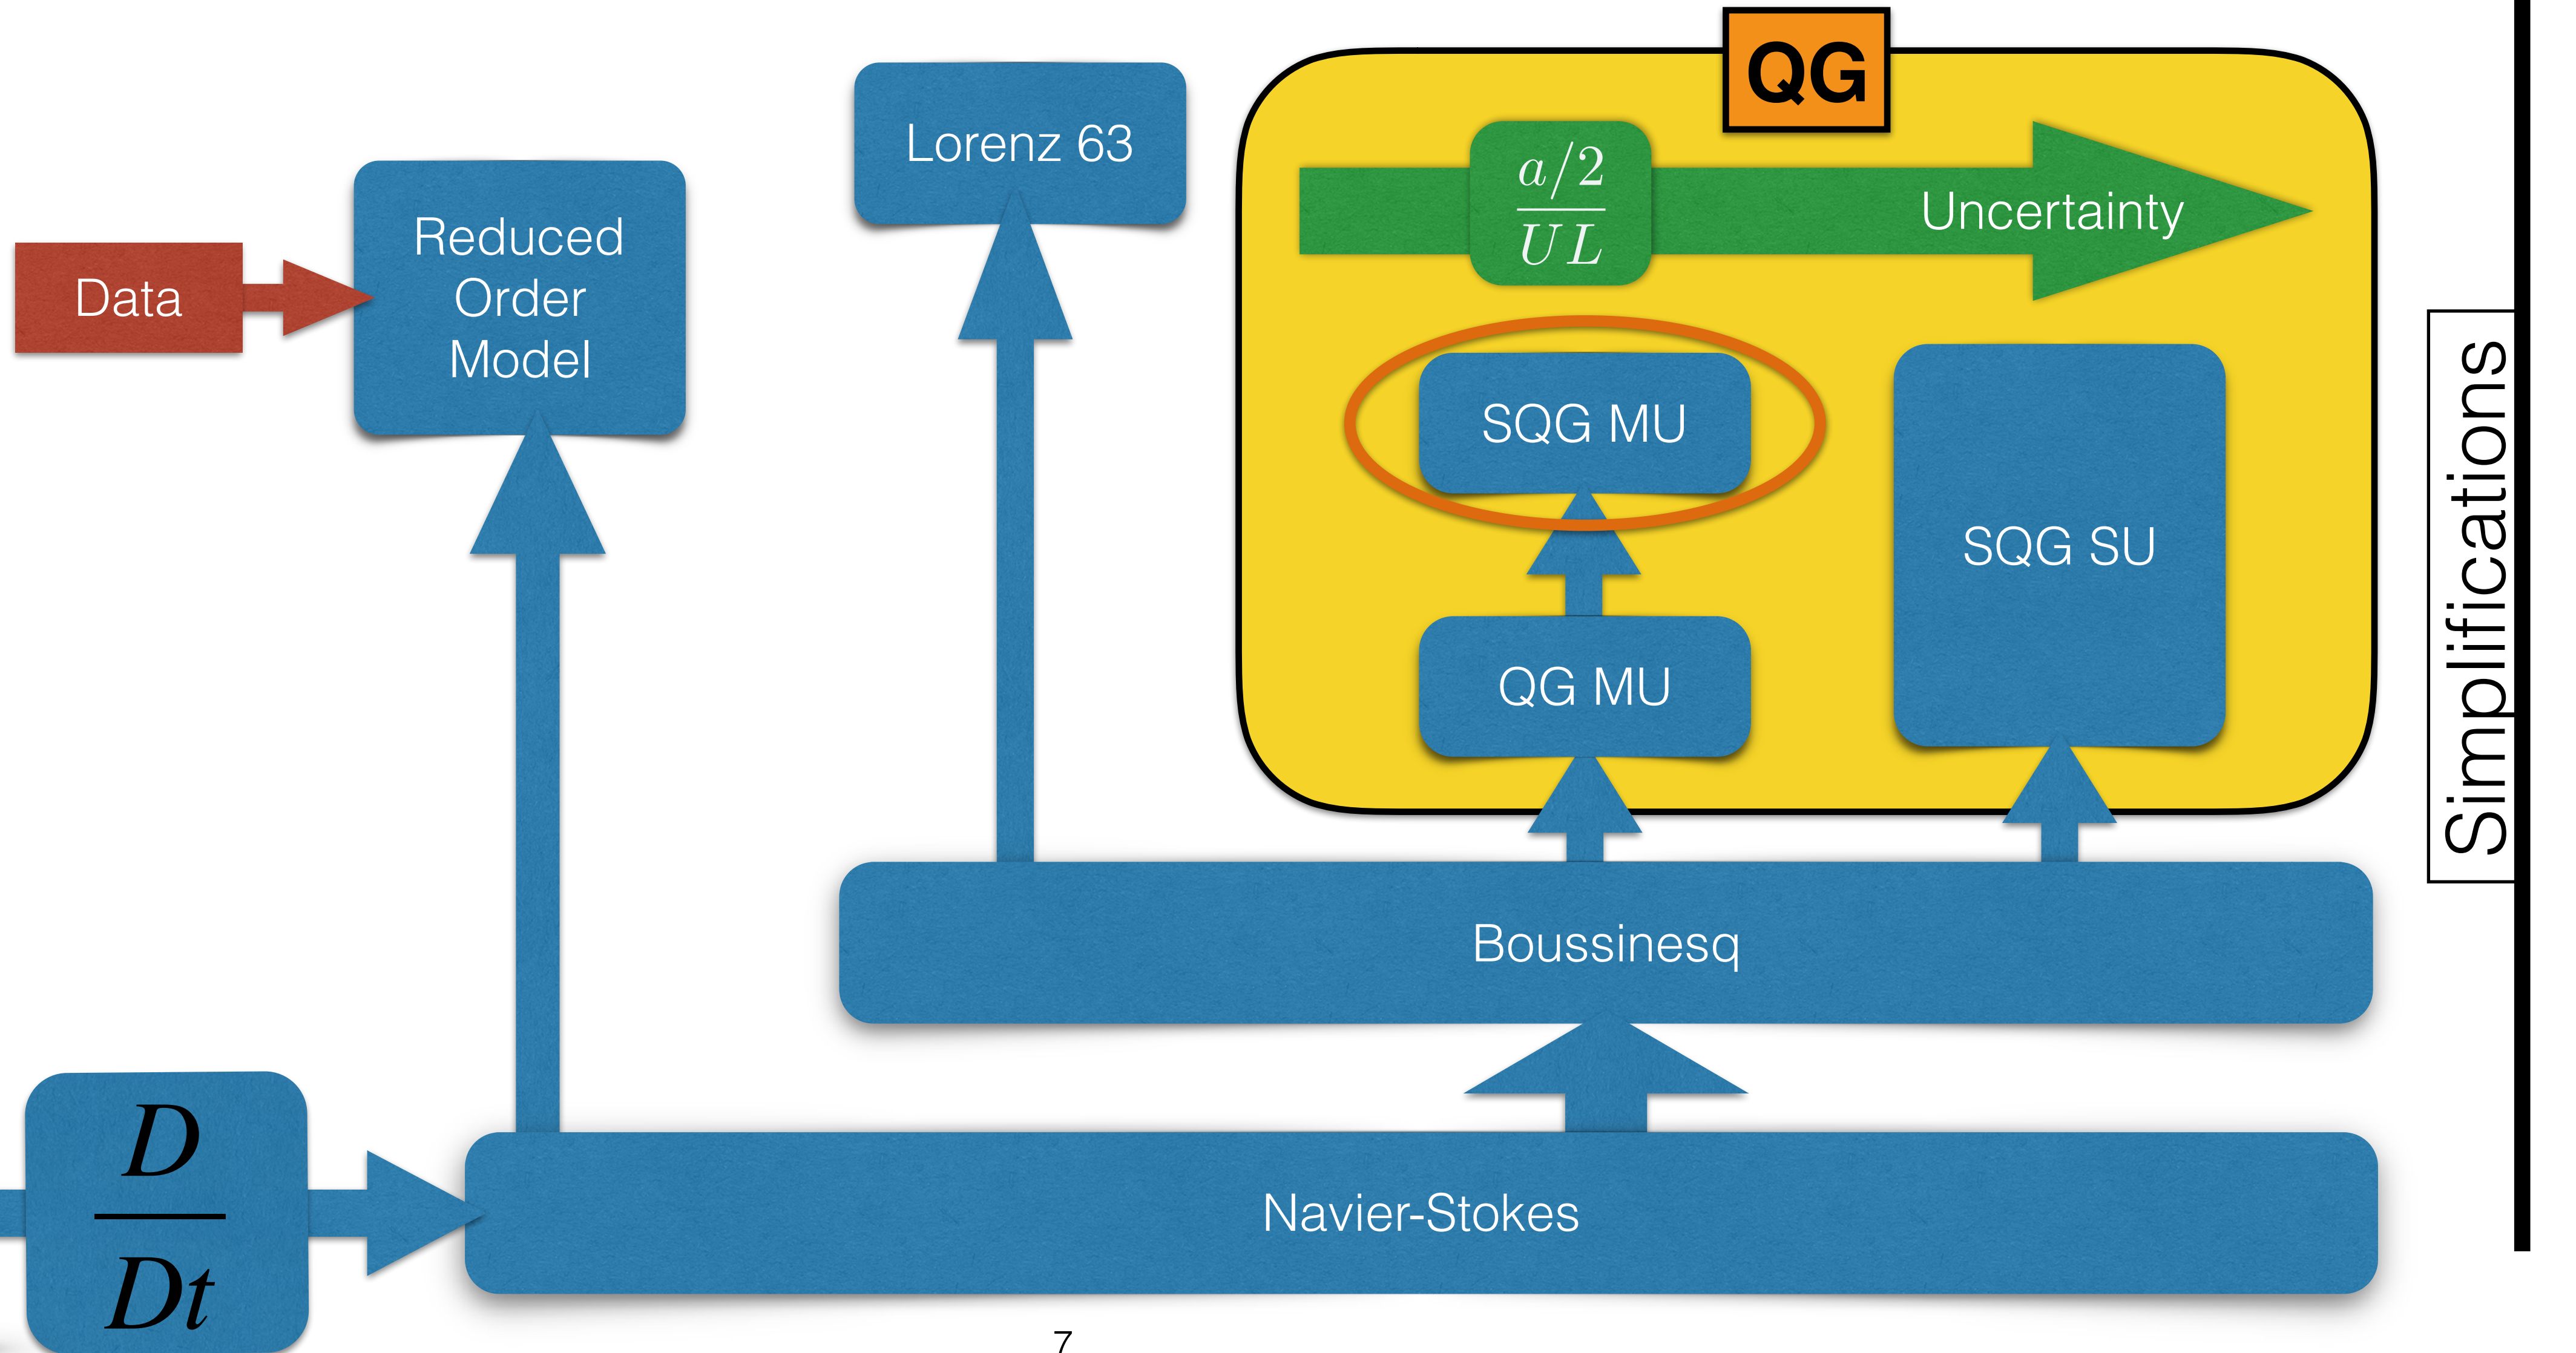 QG
Lorenz 63
a/2
UL
Uncertainty
Reduced
Order
Model
Data
SQG MU
SQG SU
QG MU
Simplifications
Boussinesq
D
Dt
Navier-Stokes
7